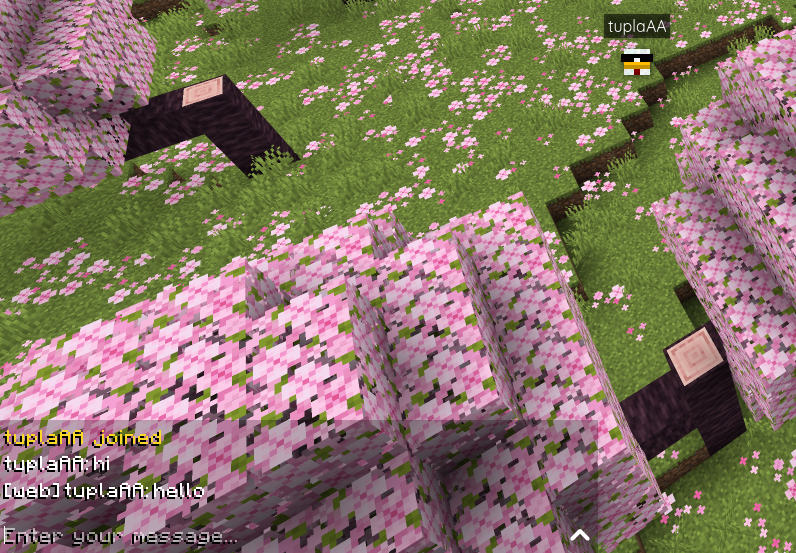 tuplaAA
tuplaAA joined
tuplaAA: hi
[web] tuplaAA: hello
Enter your message...